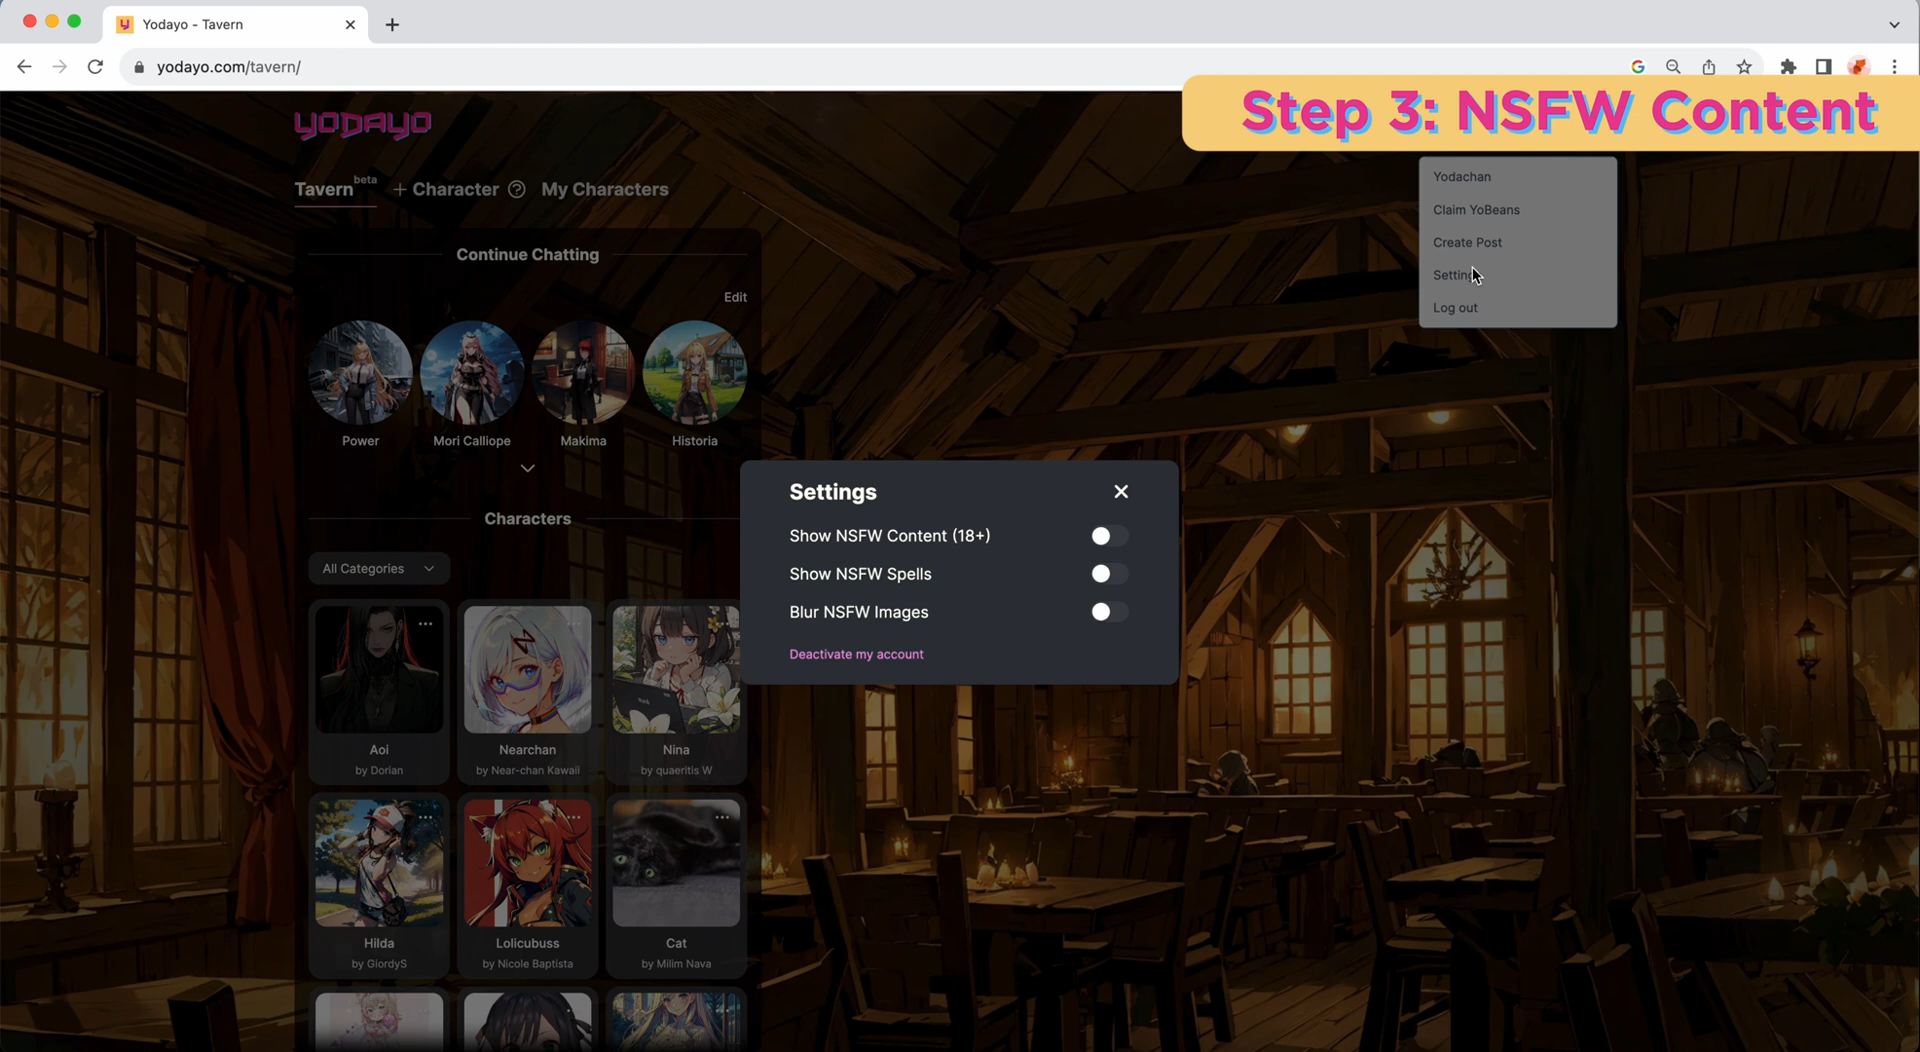 Yodayo - Tavern
yodayo.com/tavern/
Step 3: NSFW Content
YODAYO
Tavern beta
+ Character
My Characters
Yodachan
Claim YoBeans
Create Post
Setting
Log out
Continue Chatting
Edit
Power
Mori Calliope
Makima
Historia
Characters
All Categories
Settings
Show NSFW Content (18+)
Show NSFW Spells
Blur NSFW Images
Deactivate my account
Aoi
by Dorian
Nearchan
by Near-chan Kawaii
Nina
by quaeritis W
Hilda
by GlordyS
Lolicubuss
by Nicole Baptista
Cat
by Milim Nava